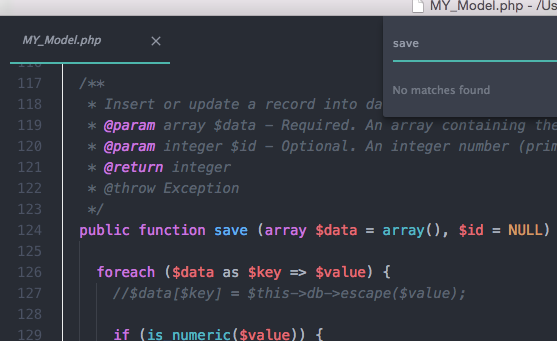 MY_Model.php - /Us
MY_Model.php ×
save
No matches found
117 /**
118 * Insert or update a record into da
119 * @param array $data - Required. An array containing the
120 * @param integer $id - Optional. An integer number (prim
121 * @return integer
122 * @throw Exception
123 */
124 public function save (array $data = array(), $id = NULL)
125
126 foreach ($data as $key => $value) {
127 //$data[$key] = $this->db->escape($value);
128
129 if (is_numeric($value)) {